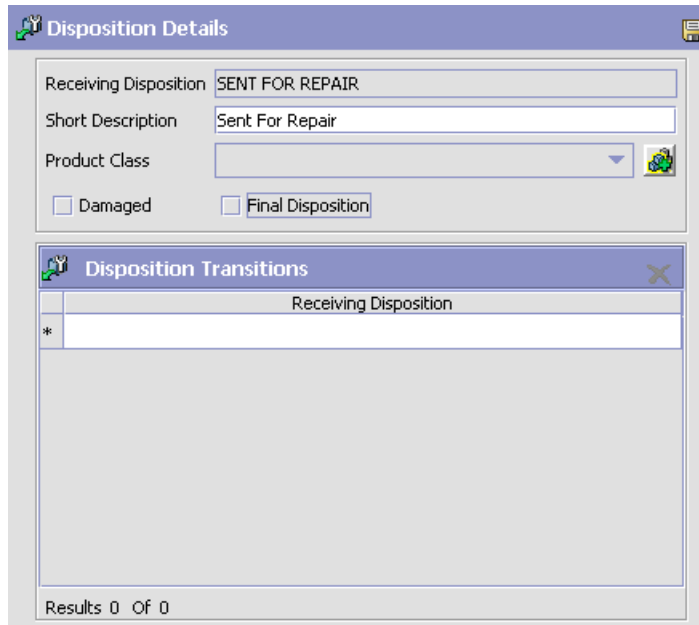 Disposition Details
Receiving Disposition SENT FOR REPAIR
Short Description Sent For Repair
Product Class
Damaged Final Disposition
Disposition Transitions
Receiving Disposition
*
Results 0 Of 0